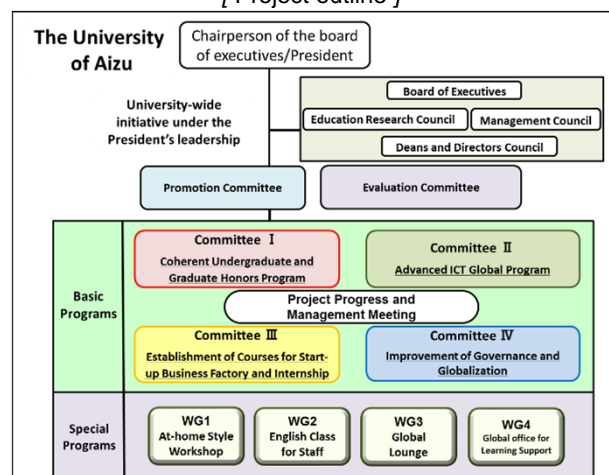 [ Project outline ]
The University
of Aizu
Chairperson of the board
of executives/President
University-wide
initiative under the
President's leadership
Board of Executives
Education Research Council
Management Council
Deans and Directors Council
Promotion Committee
Evaluation Committee
Basic
Programs
Committee Ⅰ
Coherent Undergraduate and
Graduate Honors Program
Committee Ⅱ
Advanced ICT Global Program
Project Progress and
Management Meeting
Committee Ⅲ
Establishment of Courses for Start-
up Business Factory and Internship
Committee Ⅳ
Improvement of Governance and
Globalization
Special
Programs
WG1
At-home Style
Workshop
WG2
English Class
for Staff
WG3
Global
Lounge
WG4
Global office for
Learning Support